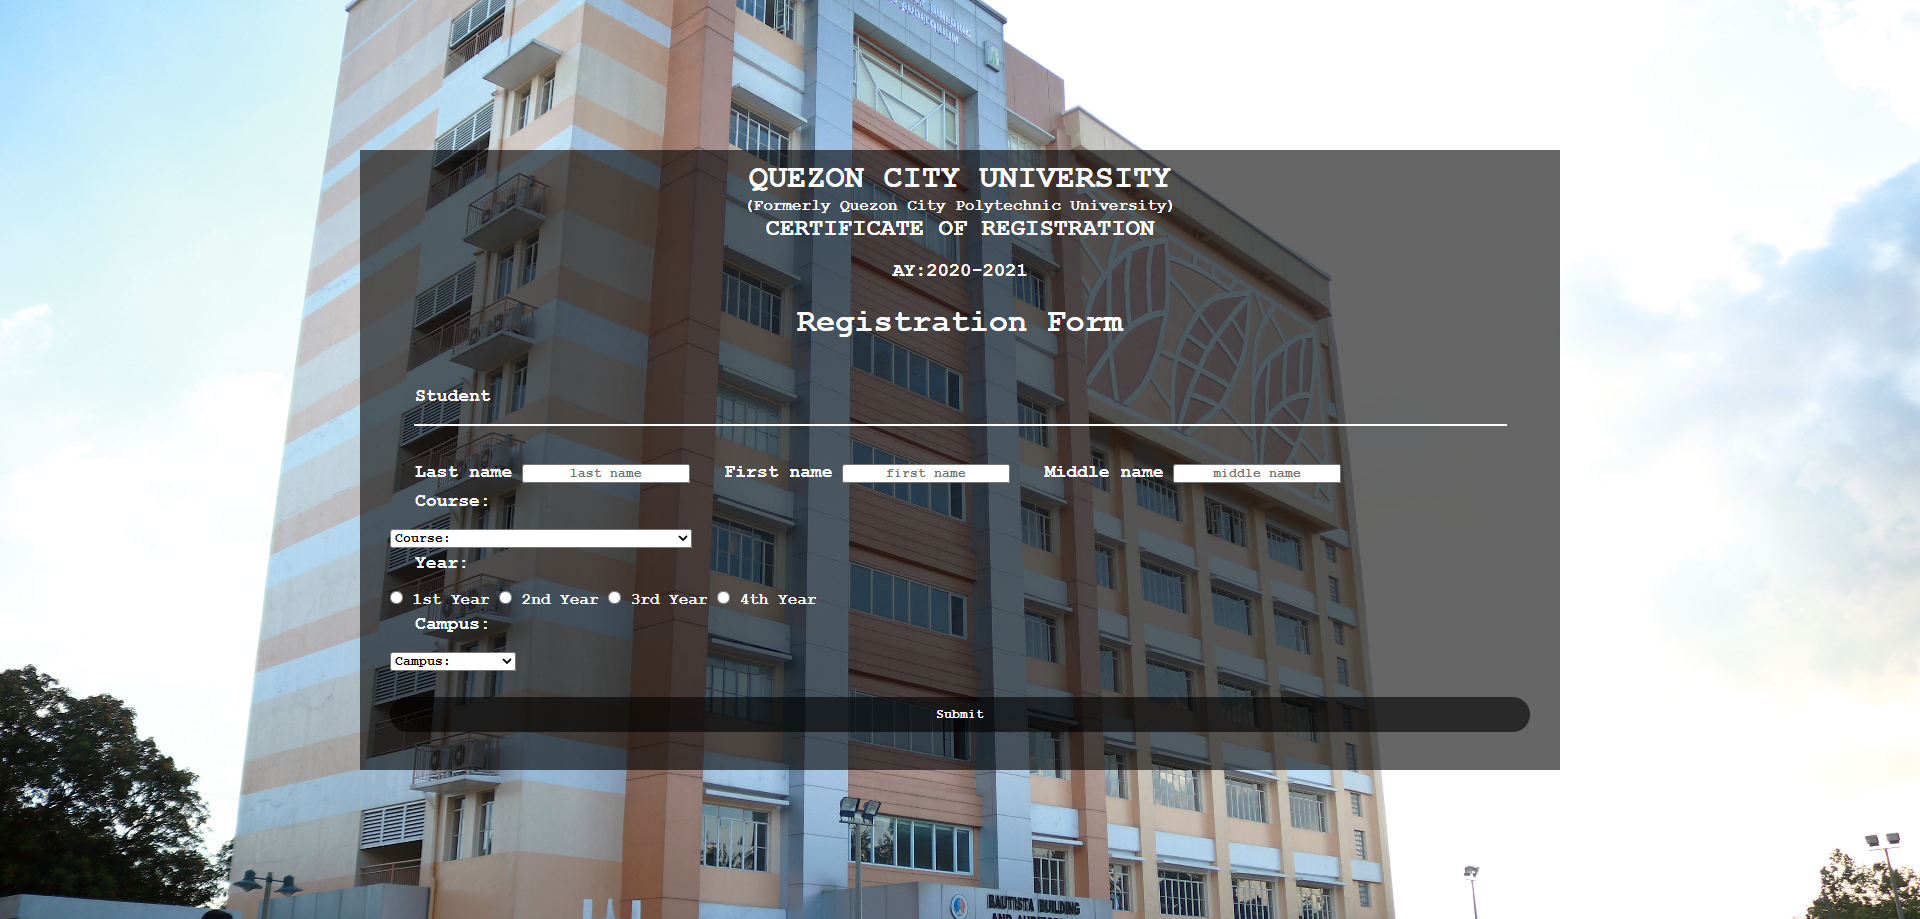 BUILDING
AUDITORIUM
QUEZON CITY UNIVERSITY
(Formerly Quezon City Polytechnic University)
CERTIFICATE OF REGISTRATION
AY:2020-2021
Registration Form
Student
Last name last name First name first name Middle name middle name
Course:
Course:
Year:
1st Year 2nd Year 3rd Year 4th Year
Campus:
Campus:
Submit
BAUTISTA BUILDING